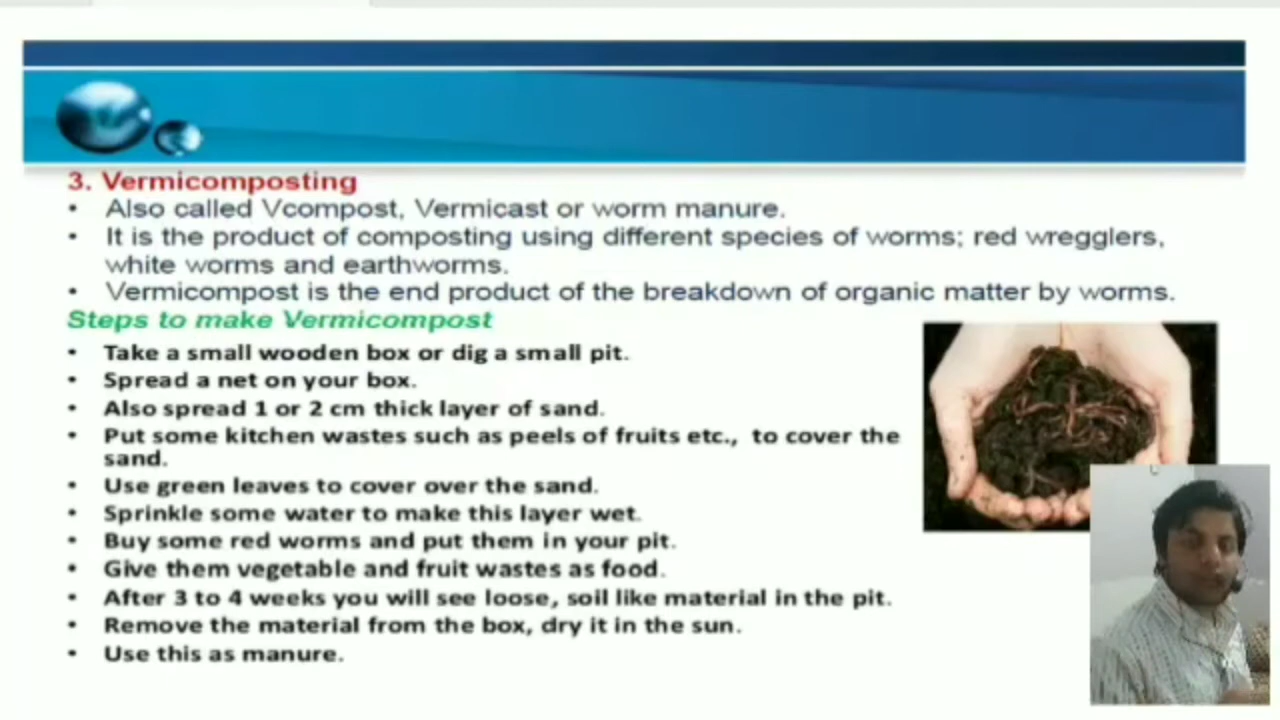 3. Vermicomposting
• Also called Vcompost, Vermicast or worm manure.
• It is the product of composting using different species of worms; red wregglers,
white worms and earthworms.
• Vermicompost is the end product of the breakdown of organic matter by worms.
Steps to make Vermicompost
• Take a small wooden box or dig a small pit.
• Spread a net on your box.
• Also spread 1 or 2 cm thick layer of sand.
• Put some kitchen wastes such as peels of fruits etc., to cover the
sand.
• Use green leaves to cover over the sand.
• Sprinkle some water to make this layer wet.
• Buy some red worms and put them in your pit.
• Give them vegetable and fruit wastes as food.
• After 3 to 4 weeks you will see loose, soil like material in the pit.
• Remove the material from the box, dry it in the sun.
• Use this as manure.